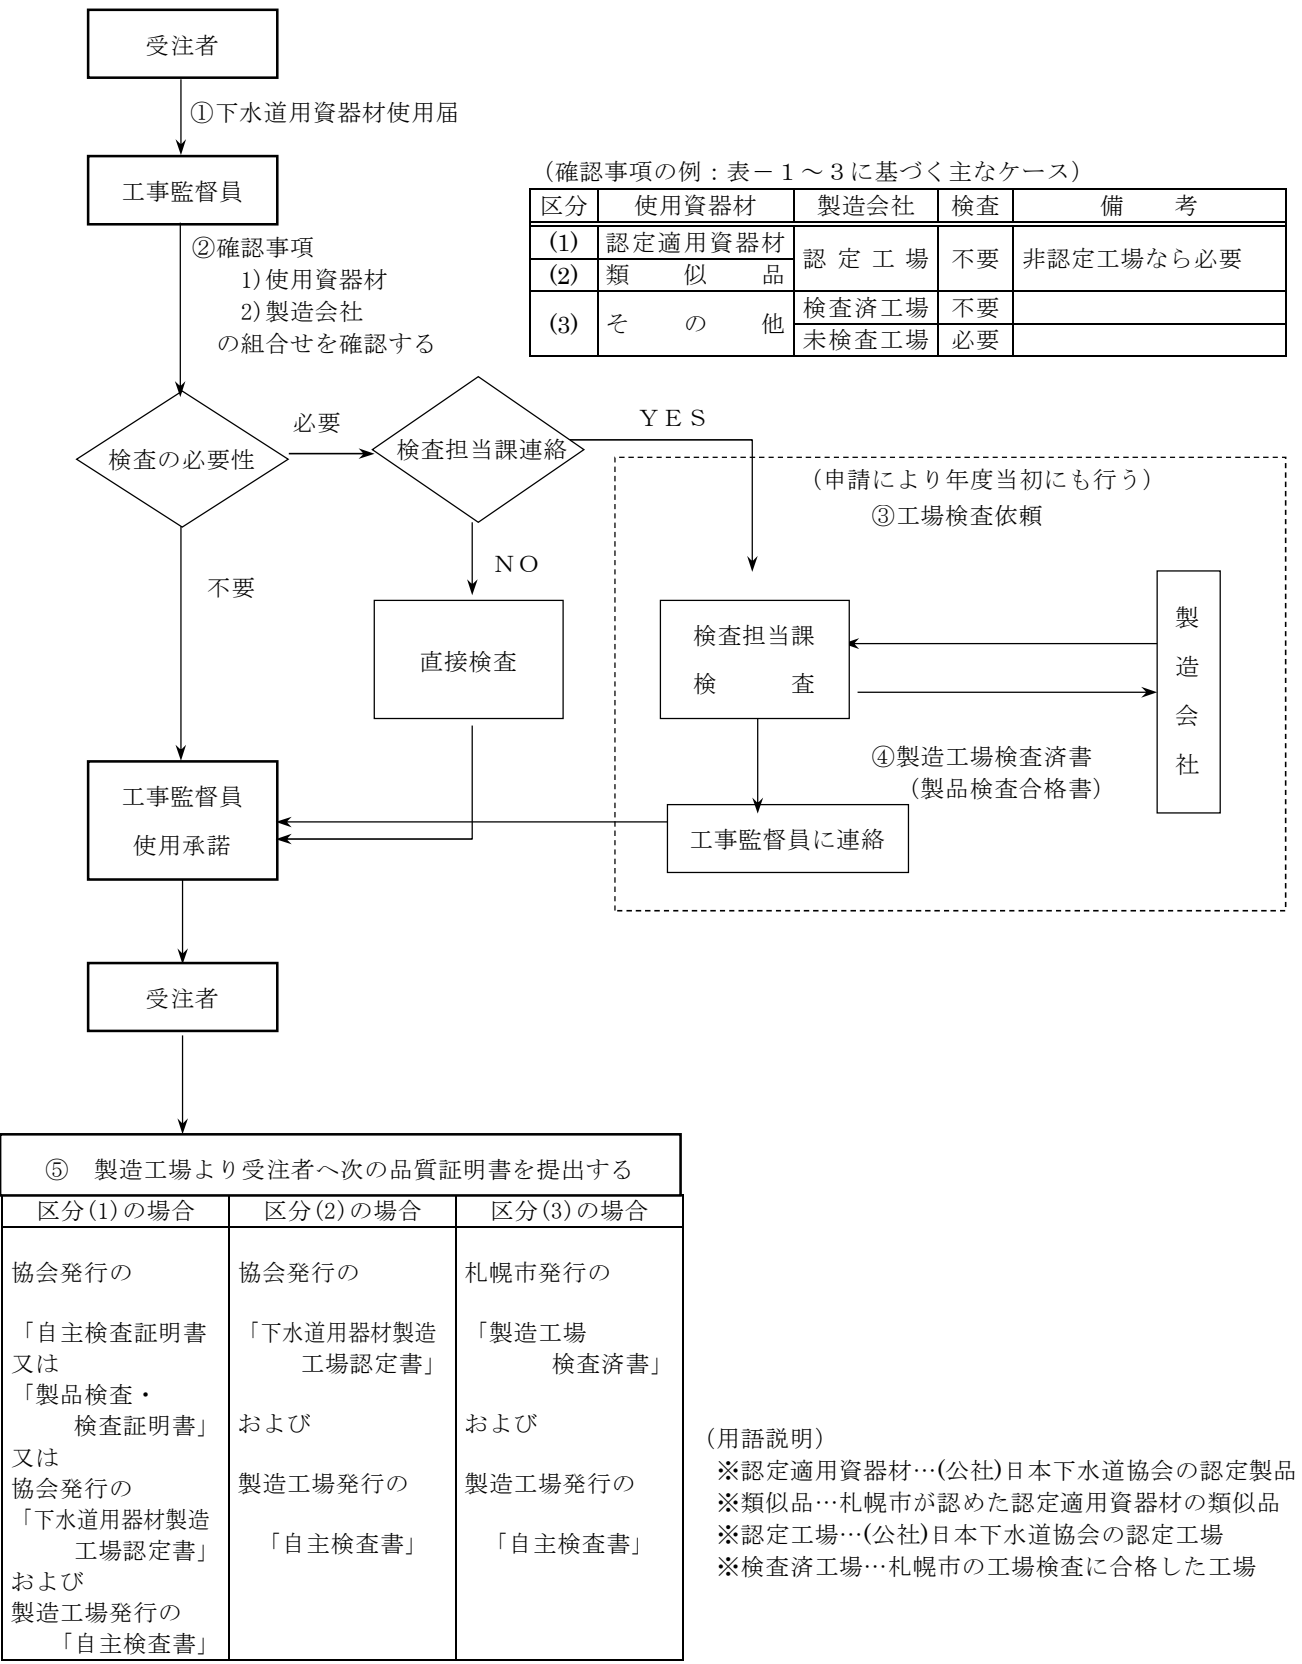 受注者
①下水道用資器材使用届
工事監督員
②確認事項
1)使用資器材
2)製造会社
の組合せを確認する
（確認事項の例：表－１～３に基づく主なケース）
区分 使用資器材 製造会社 検査 備　　考
(1) 認定適用資器材 認定工場 不要 非認定工場なら必要
(2) 類　似　品
(3) そ　の　他 検査済工場 不要
未検査工場 必要
検査の必要性
必要
検査担当課連絡
ＹＥＳ
ＮＯ
不要
直接検査
（申請により年度当初にも行う）
③工場検査依頼
検査担当課
検　　　査
製造会社
④製造工場検査済書
（製品検査合格書）
工事監督員に連絡
工事監督員
使用承諾
受注者
⑤　製造工場より受注者へ次の品質証明書を提出する
区分(1)の場合
協会発行の
「自主検査証明書
又は
「製品検査・
検査証明書」
又は
協会発行の
「下水道用器材製造
工場認定書」
および
製造工場発行の
「自主検査書」
区分(2)の場合
協会発行の
「下水道用器材製造
工場認定書」
および
製造工場発行の
「自主検査書」
区分(3)の場合
札幌市発行の
「製造工場
検査済書」
および
製造工場発行の
「自主検査書」
（用語説明）
※認定適用資器材…(公社)日本下水道協会の認定製品
※類似品…札幌市が認めた認定適用資器材の類似品
※認定工場…(公社)日本下水道協会の認定工場
※検査済工場…札幌市の工場検査に合格した工場